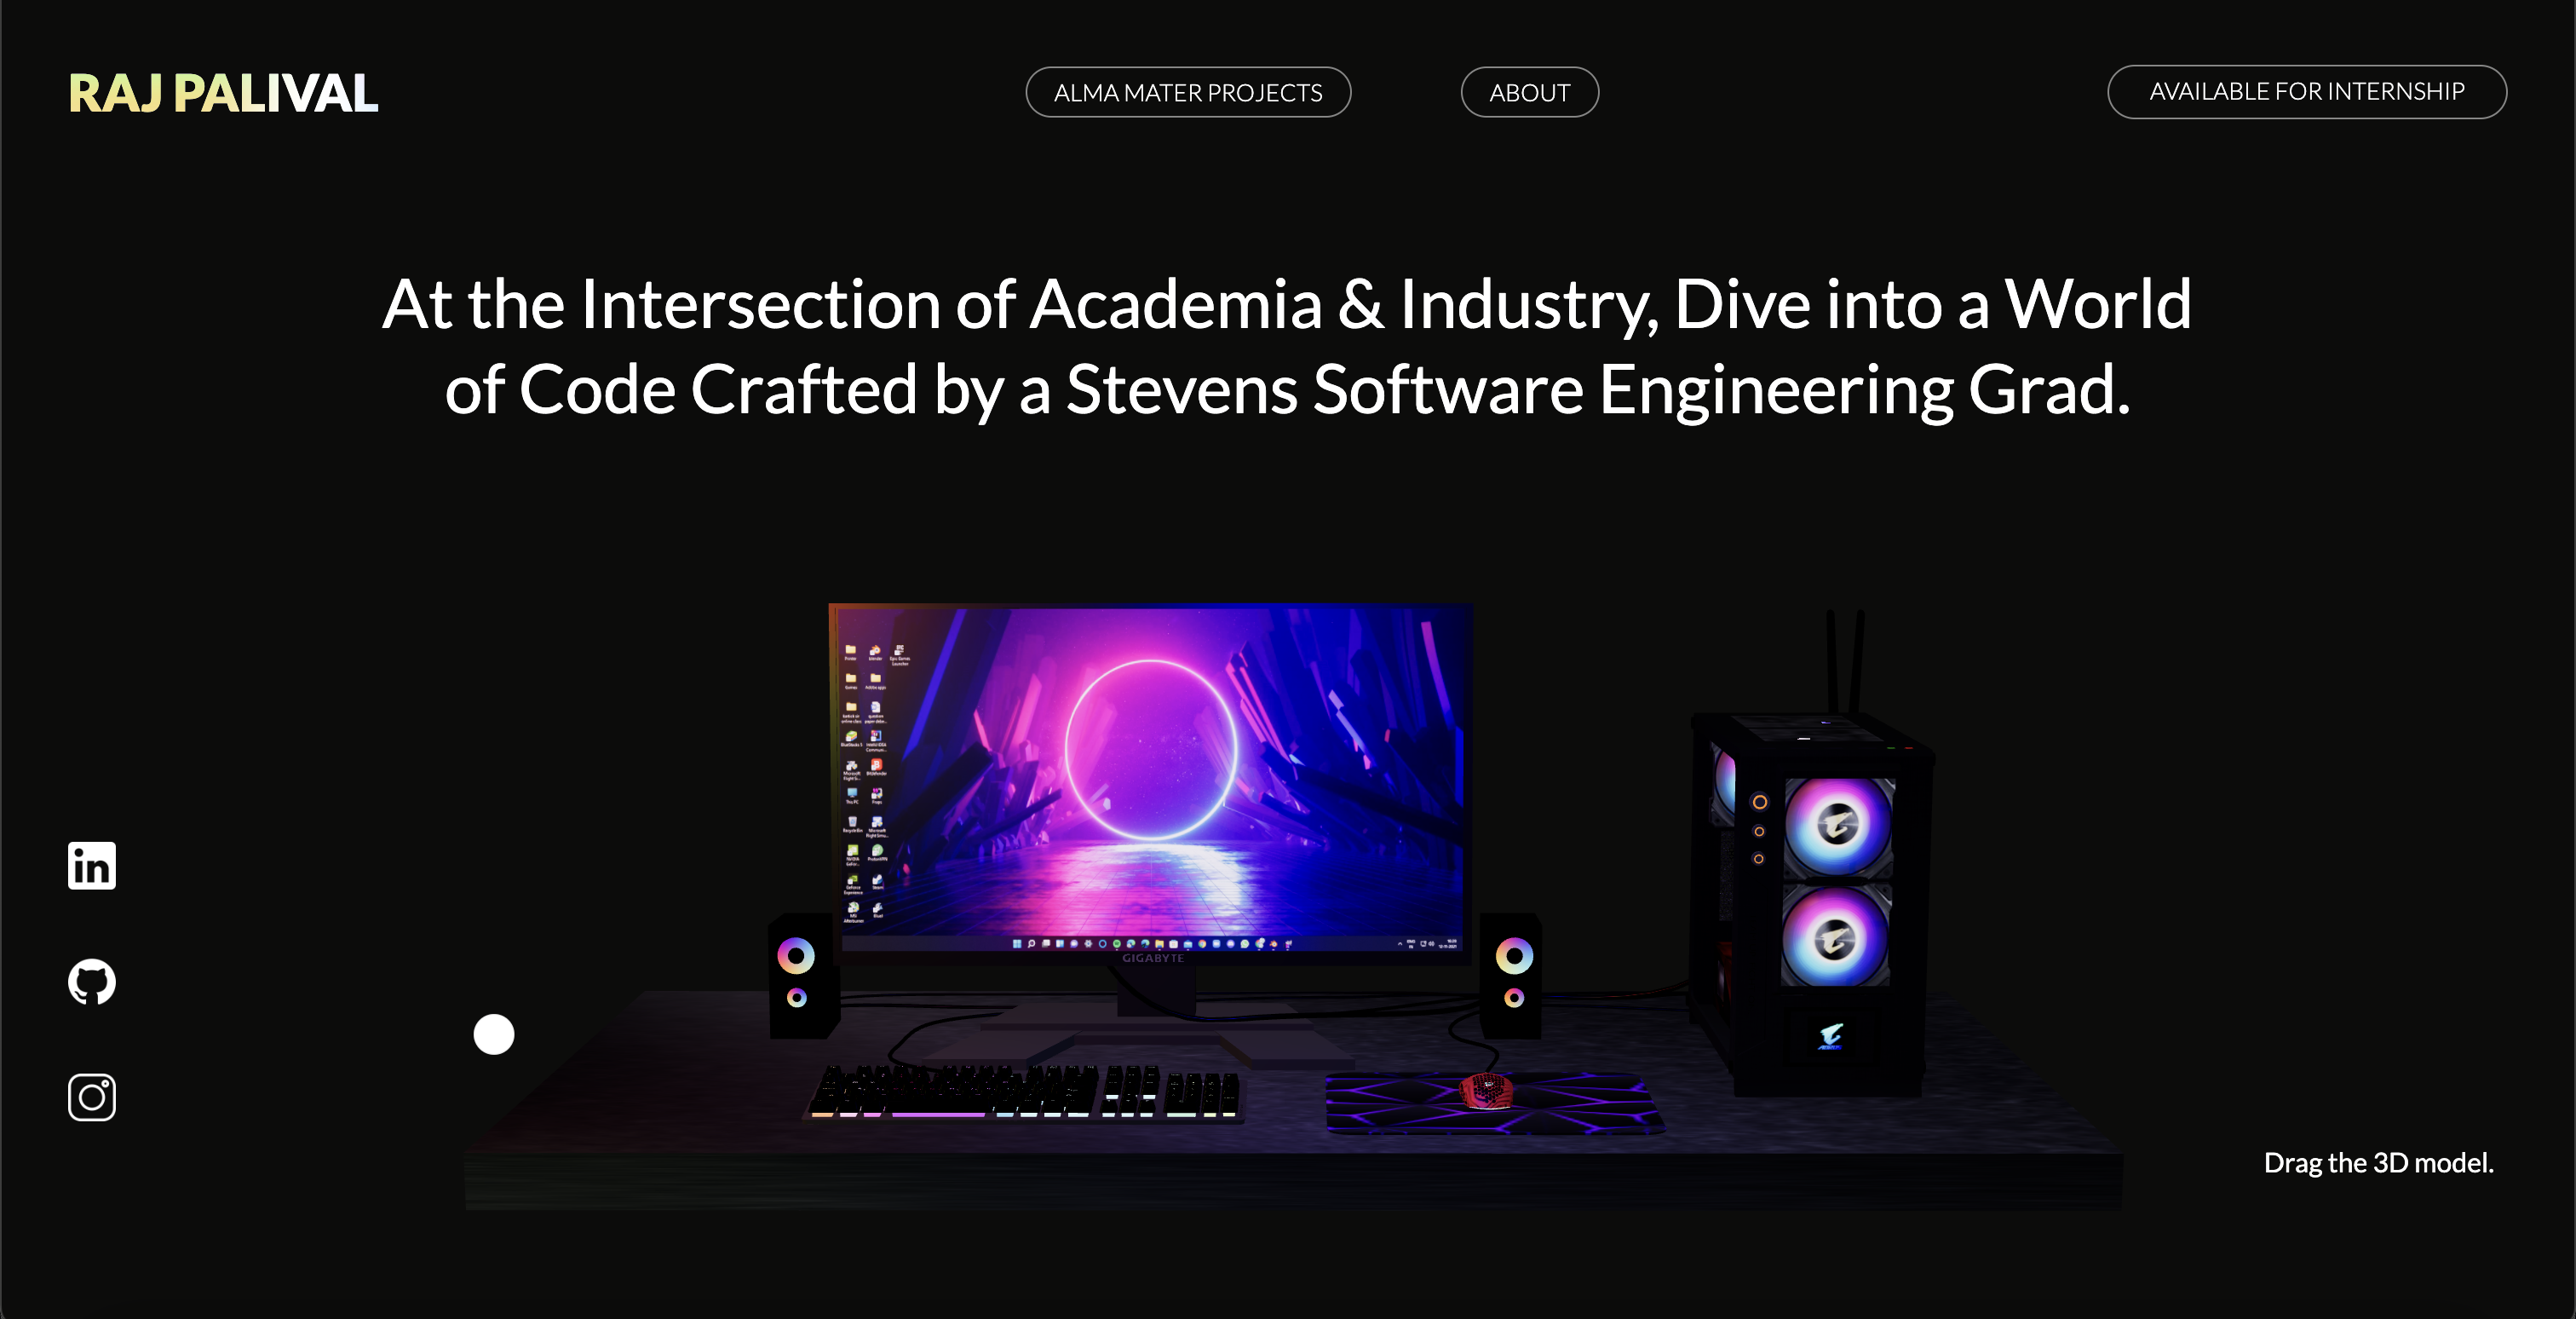 RAJ PALIVAL
ALMA MATER PROJECTS
ABOUT
AVAILABLE FOR INTERNSHIP
At the Intersection of Academia & Industry, Dive into a World
of Code Crafted by a Stevens Software Engineering Grad.
GIGABYTE
in
Drag the 3D model.